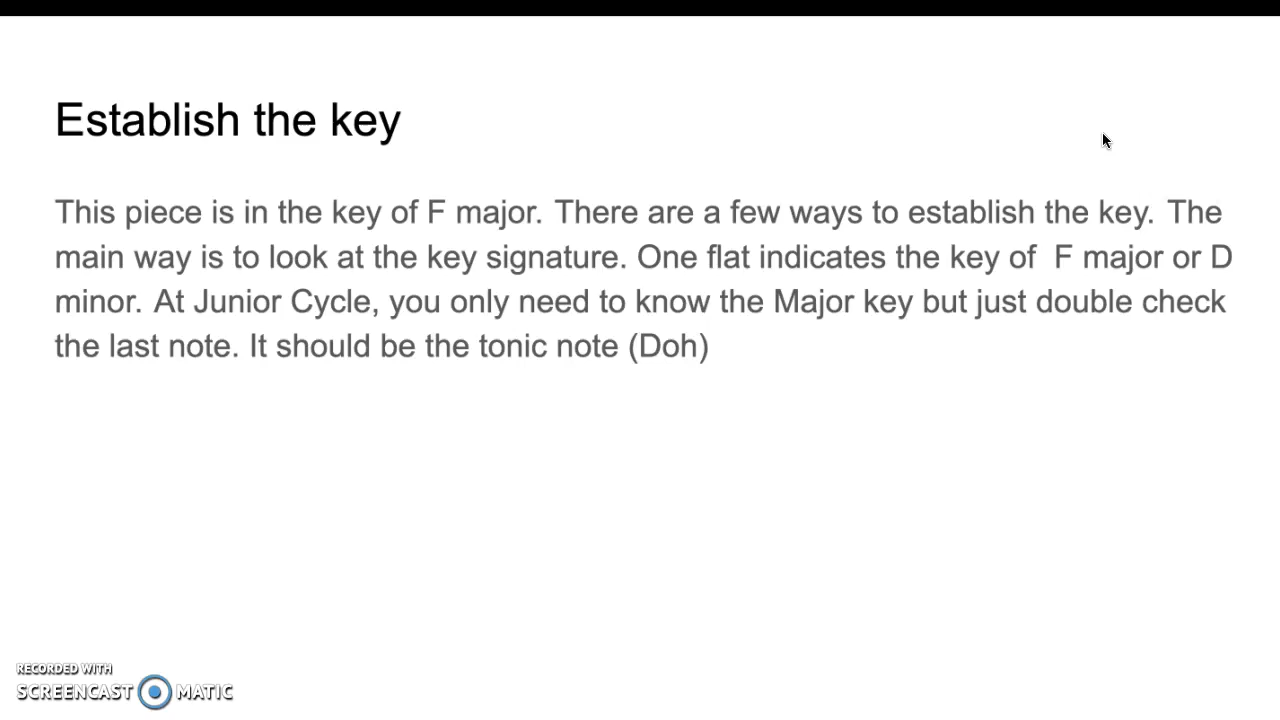 Establish the key
This piece is in the key of F major. There are a few ways to establish the key. The
main way is to look at the key signature. One flat indicates the key of  F major or D
minor. At Junior Cycle, you only need to know the Major key but just double check
the last note. It should be the tonic note (Doh)
RECORDED WITH
SCREENCAST MATIC